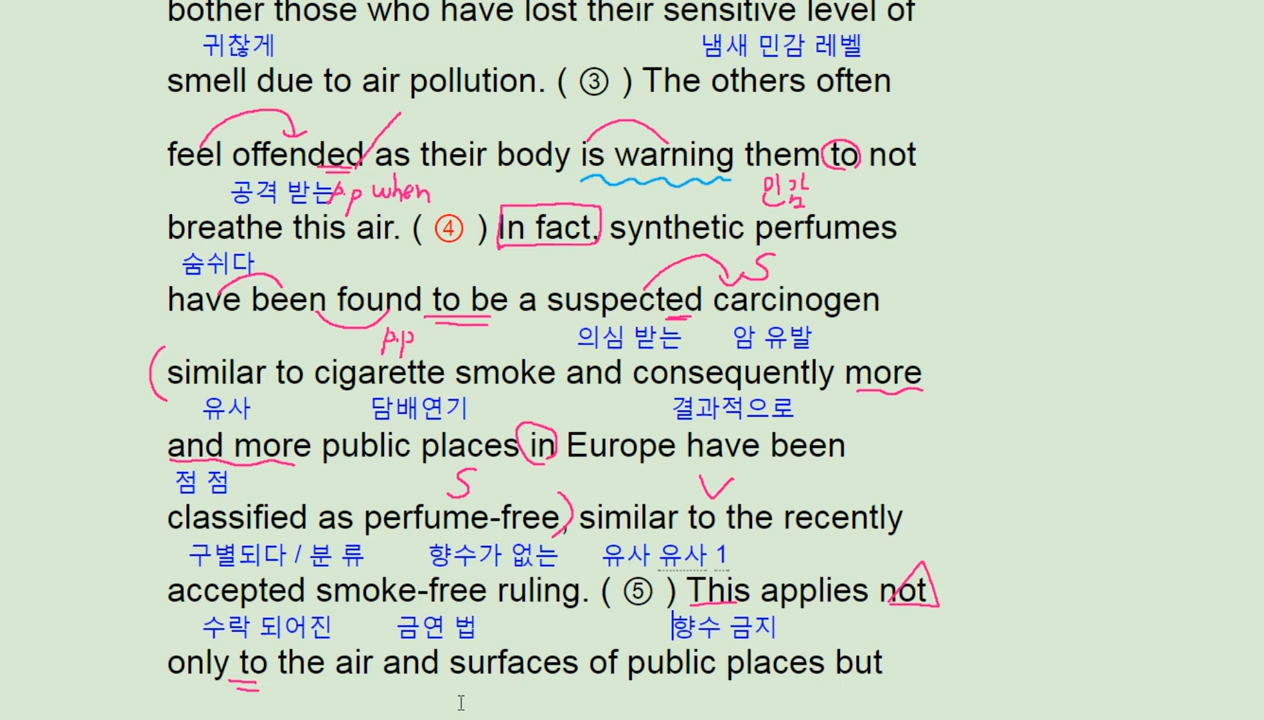 bother those who have lost their sensitive level of
귀찮게 냄새 민감 레벨
smell due to air pollution. ( ③ ) The others often
feel offended as their body is warning them to not
공격 받는 p.p when 민감
breathe this air. ( ④ ) In fact, synthetic perfumes
숨쉬다 S
have been found to be a suspected carcinogen
p.p 의심 받는 암 유발
( similar to cigarette smoke and consequently more
유사 담배연기 결과적으로
and more public places in Europe have been
점 점 S V
classified as perfume-free, ) similar to the recently
구별되다 / 분 류 향수가 없는 유사 유사 1
accepted smoke-free ruling. ( ⑤ ) This applies not
수락 되어진 금연 법 향수 금지
only to the air and surfaces of public places but